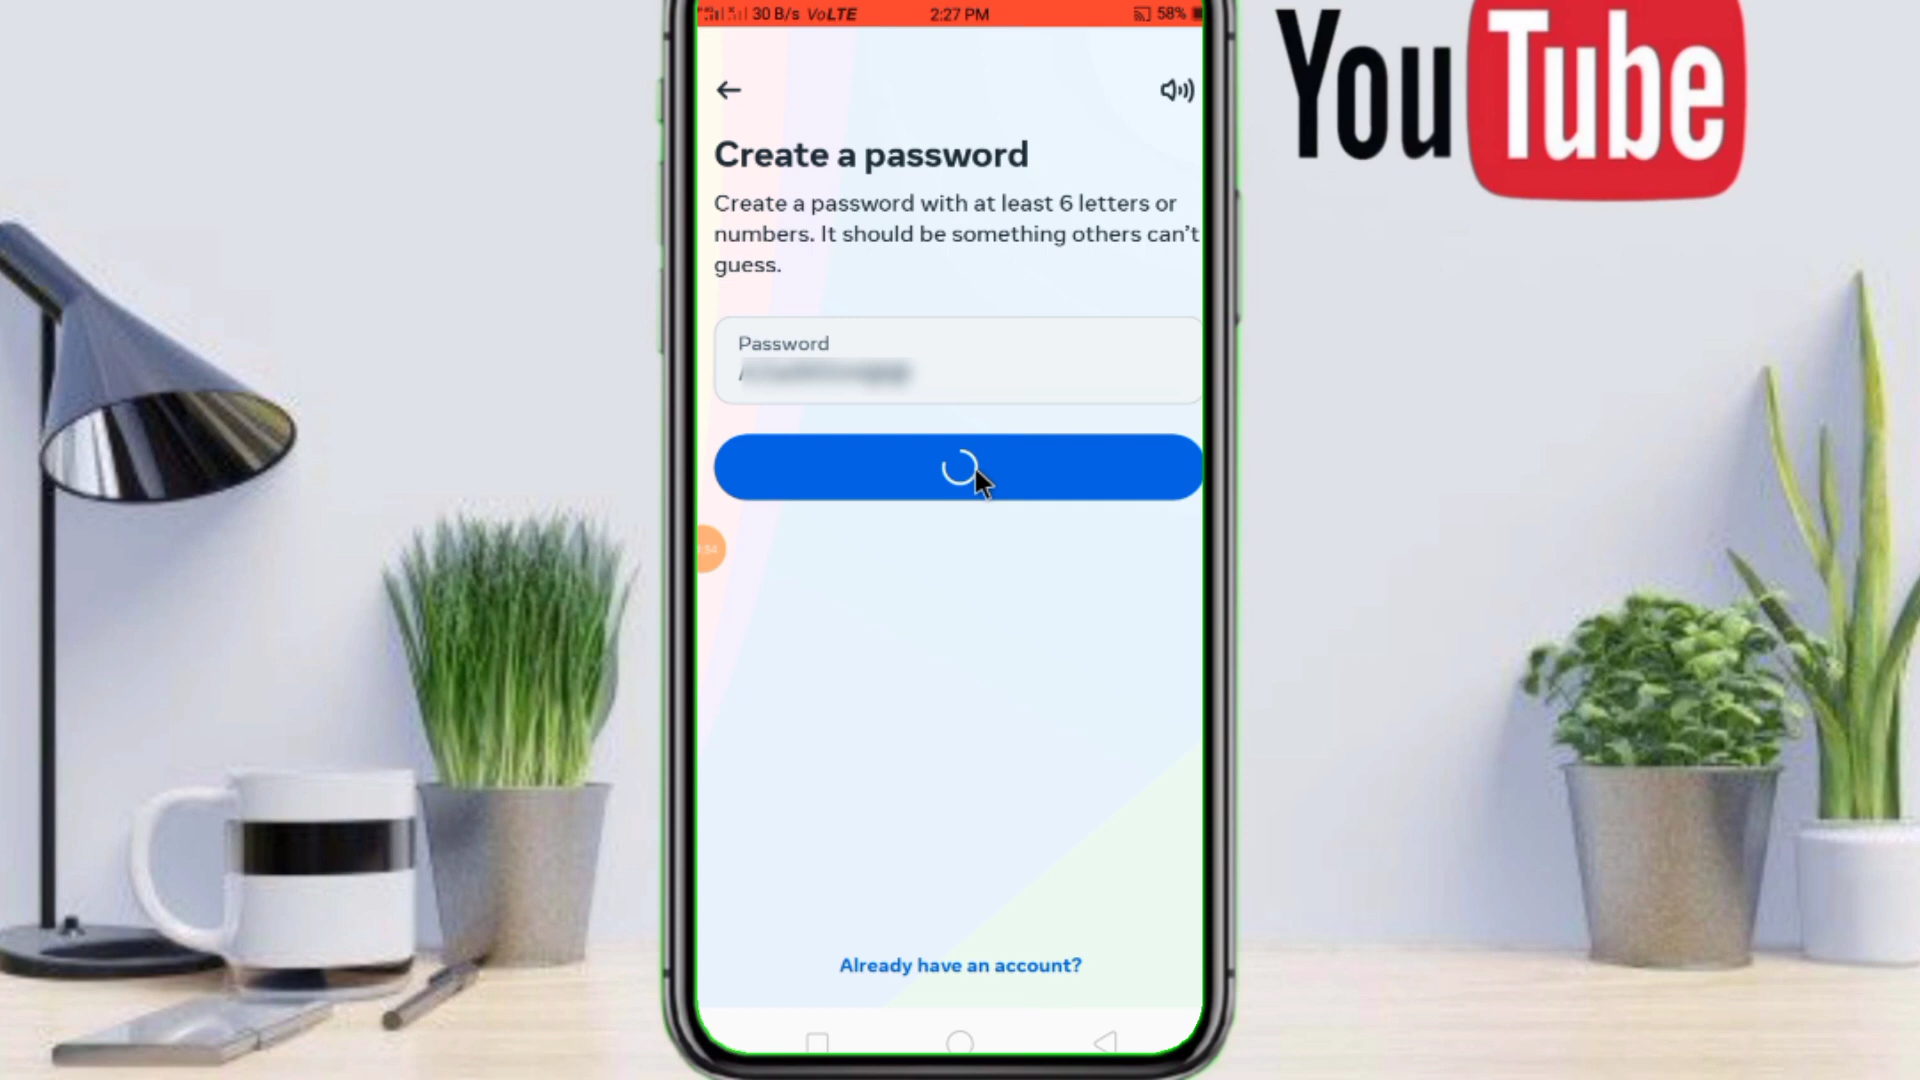 30 B/s VoLTE 2:27 PM 58%
YouTube
Create a password
Create a password with at least 6 letters or
numbers. It should be something others can't
guess.
Password
Already have an account?